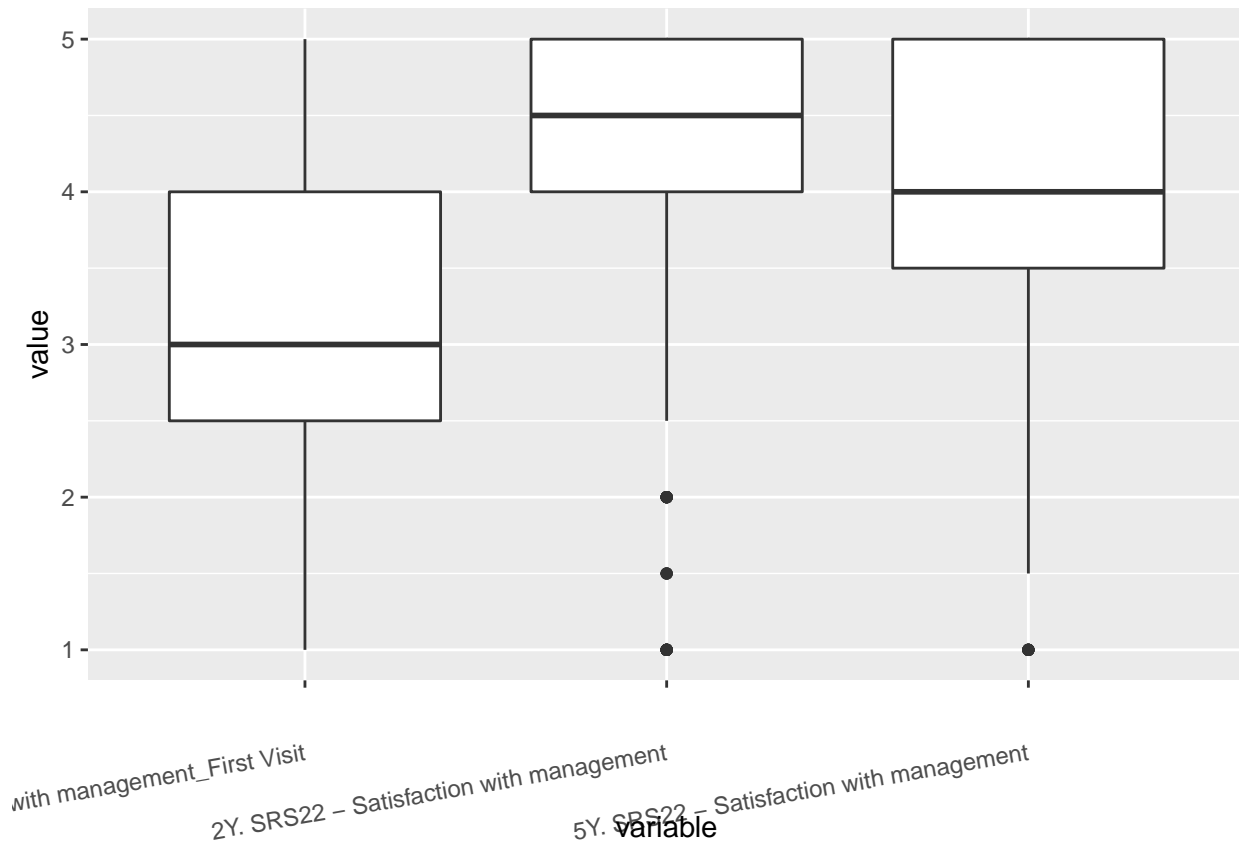 5
4
3
2
1
value
with management_First Visit
2Y. SRS22 − Satisfaction with management
5Y. SRS22 − Satisfaction with management
variable